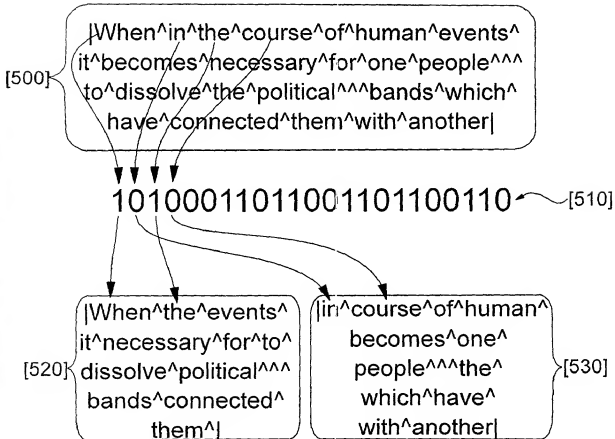 |When^in^the^course^of^human^events^
it^becomes^necessary^for^one^people^^^
[500]
to^dissolve^the^political^^^bands^which^
have^connected^them^with^another|
10100011011001101100110
[510]
|When^the^events^
it^necessary^for^to^
[520]
dissolve^political^^^
bands^connected^
them^|
|in^course^of^human^
becomes^one^
people^^^the^
[530]
which^have^
with^another|